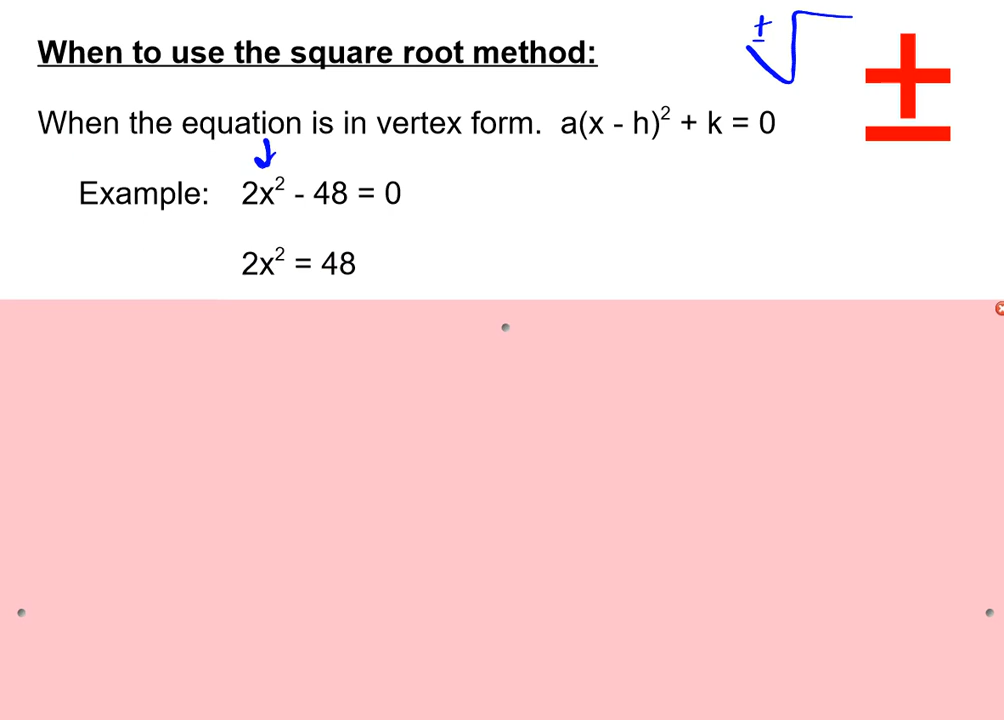 When to use the square root method:
±√
±
When the equation is in vertex form. a(x - h)² + k = 0
Example: 2x² - 48 = 0
2x² = 48